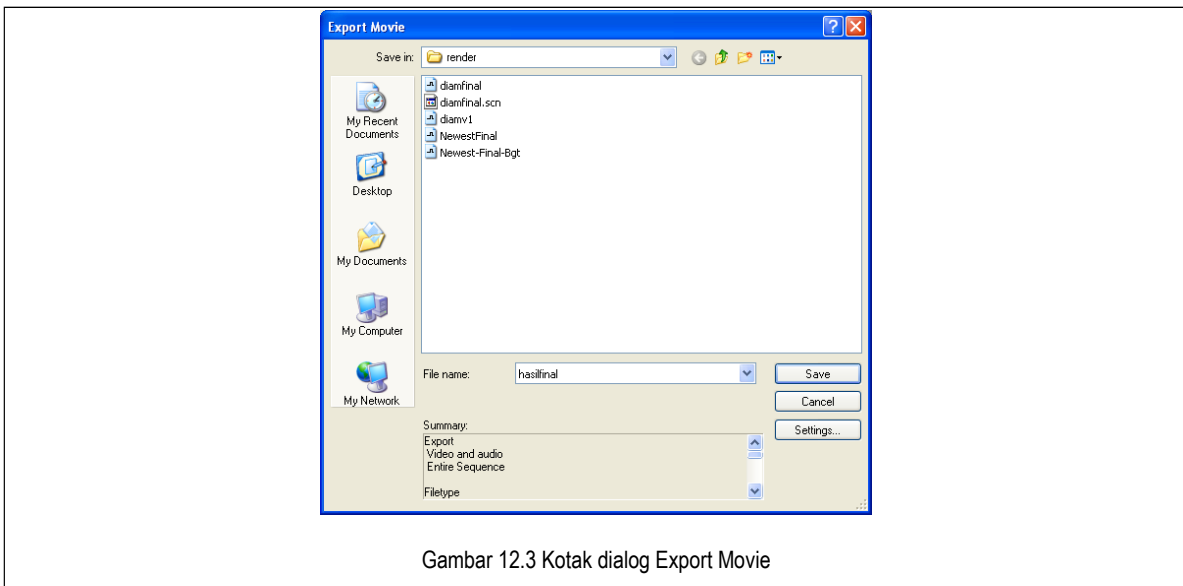 Export Movie
Save in:
render
My Recent
Documents
Desktop
My Documents
My Computer
My Network
diamfinal
diamfinal.scn
diamv1
NewestFinal
Newest-Final-Bgt
File name:
hasilfinal
Save
Cancel
Settings...
Summary:
Export
Video and audio
Entire Sequence
Filetype
Gambar 12.3 Kotak dialog Export Movie